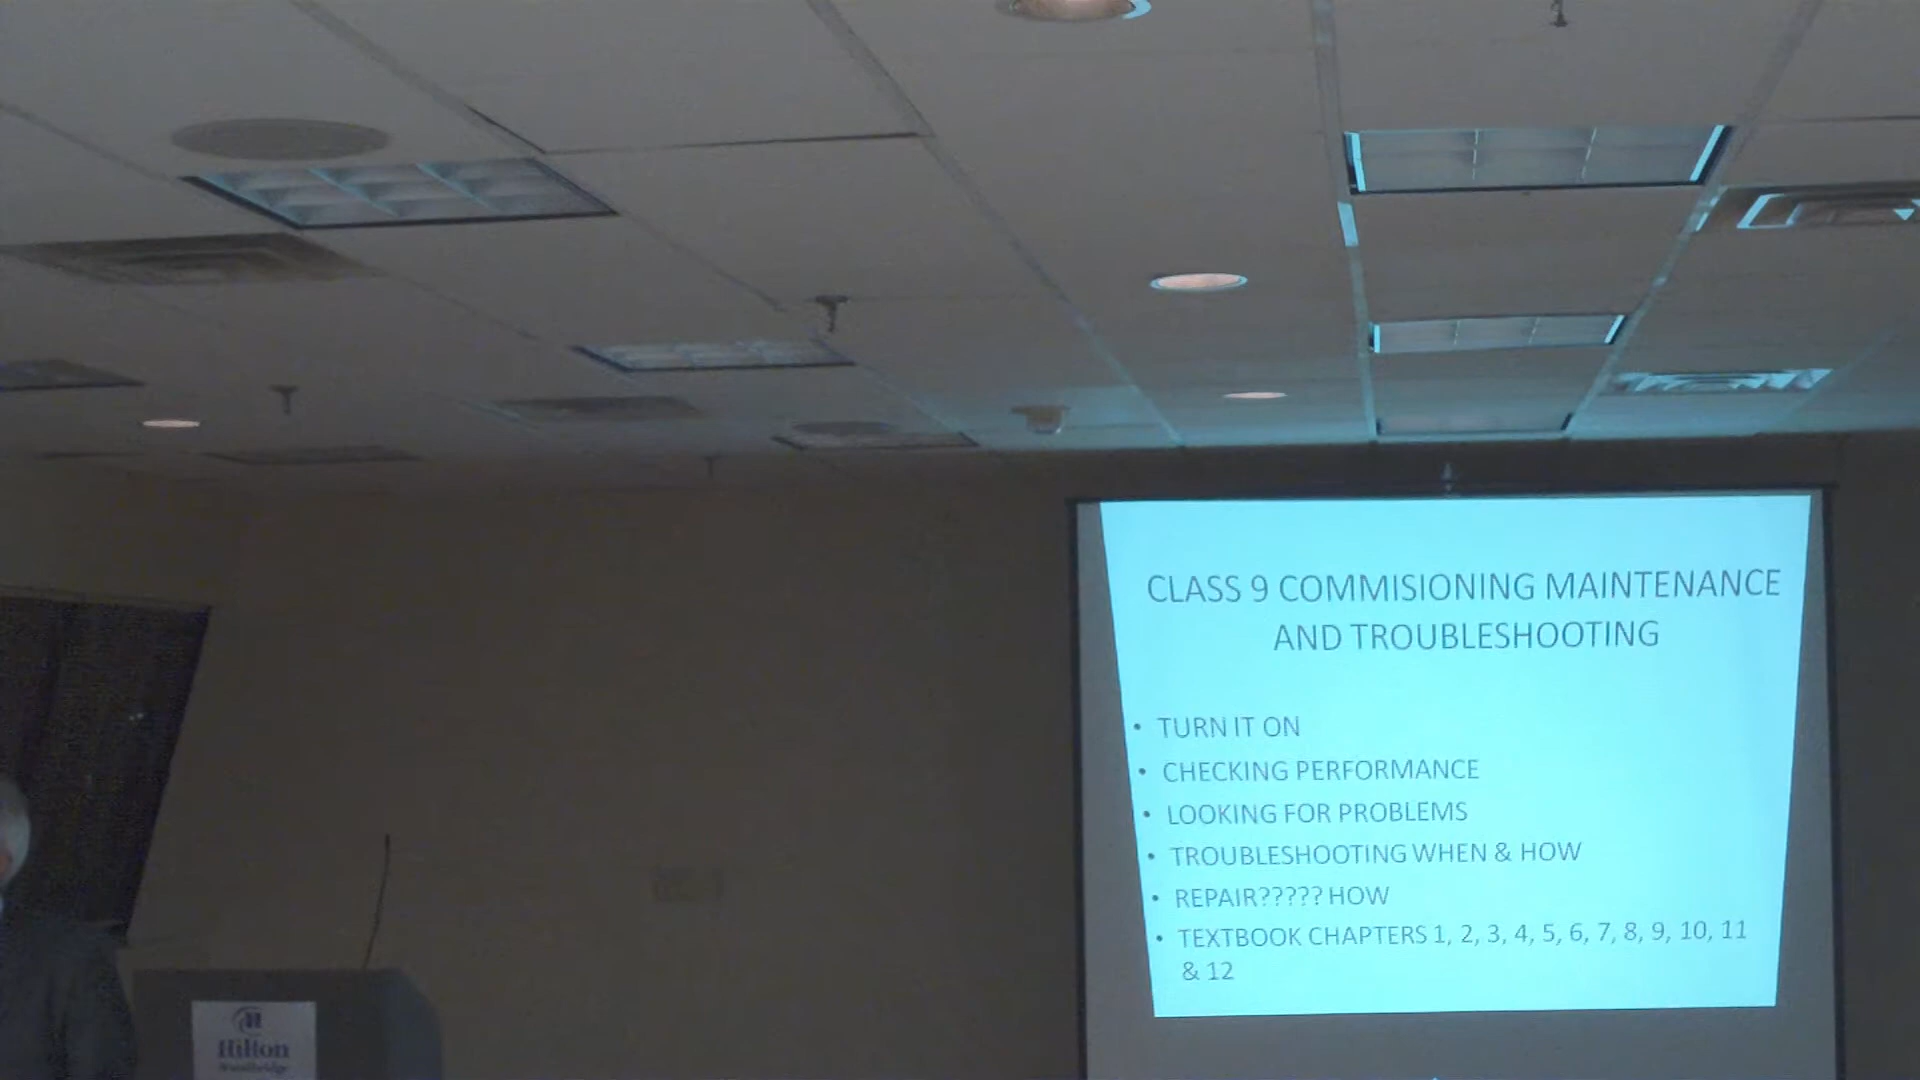 CLASS 9 COMMISIONING MAINTENANCE
AND TROUBLESHOOTING
• TURN IT ON
• CHECKING PERFORMANCE
• LOOKING FOR PROBLEMS
• TROUBLESHOOTING WHEN & HOW
• REPAIR????? HOW
• TEXTBOOK CHAPTERS 1, 2, 3, 4, 5, 6, 7, 8, 9, 10, 11
& 12
H
Hilton
Woodbridge